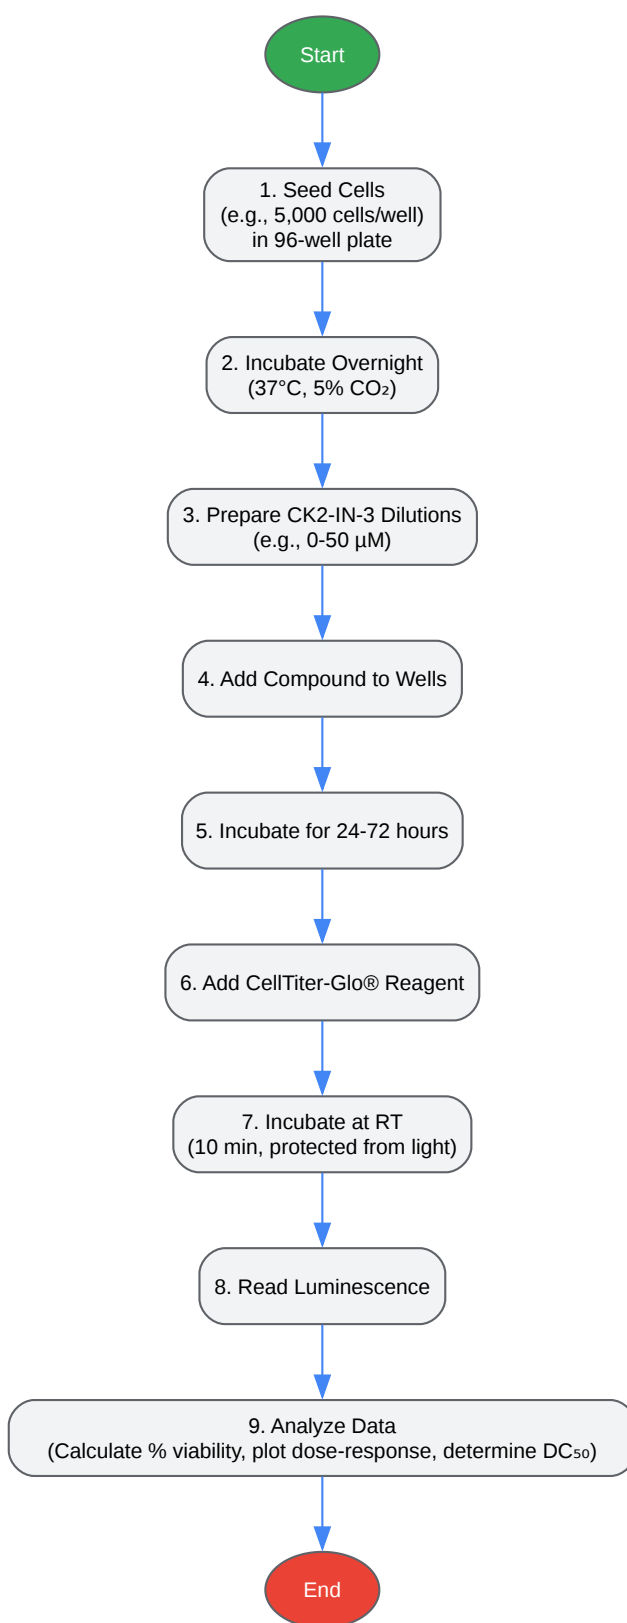 Start
1. Seed Cells
(e.g., 5,000 cells/well)
in 96-well plate
2. Incubate Overnight
(37°C, 5% CO₂)
3. Prepare CK2-IN-3 Dilutions
(e.g., 0-50 µM)
4. Add Compound to Wells
5. Incubate for 24-72 hours
6. Add CellTiter-Glo® Reagent
7. Incubate at RT
(10 min, protected from light)
8. Read Luminescence
9. Analyze Data
(Calculate % viability, plot dose-response, determine DC₅₀)
End